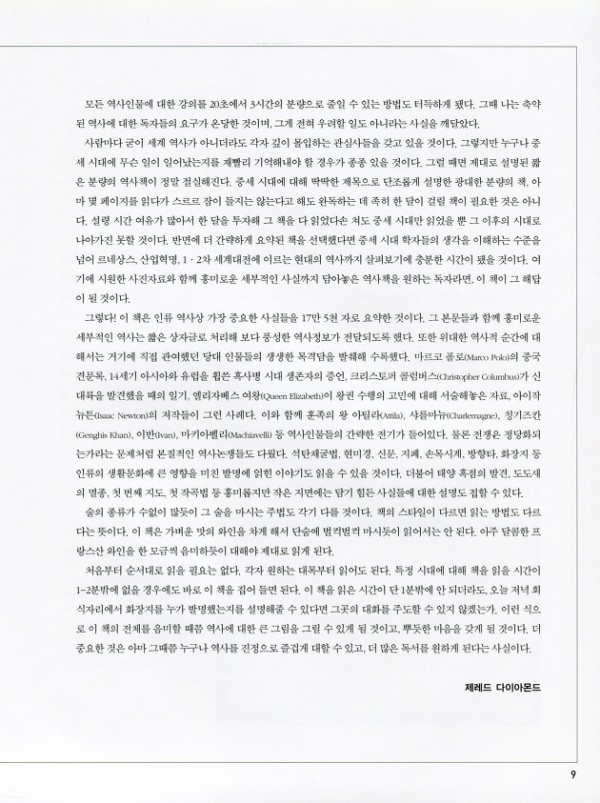 모든 역사인물에 대한 강의를 20초에서 3시간의 분량으로 줄일 수 있는 방법도 터득하게 됐다. 그때 나는 축약
된 역사에 대한 독자들의 요구가 온당한 것이며, 그게 전혀 우려할 일도 아니라는 사실을 깨달았다.
사람마다 굳이 세계 역사가 아니더라도 각자 깊이 몰입하는 관심사들을 갖고 있을 것이다. 그렇지만 누구나 중
세 시대에 무슨 일이 일어났는지를 재빨리 기억해내야 할 경우가 종종 있을 것이다. 그럴 때면 제대로 설명된 짧
은 분량의 역사책이 정말 절실해진다. 중세 시대에 대해 딱딱한 제목으로 단조롭게 설명한 광대한 분량의 책, 아
마 몇 페이지를 읽다가 스르르 잠이 들지는 않는다고 해도 완독하는 데 족히 한 달이 걸릴 책이 필요한 것은 아니
다. 설령 시간 여유가 많아서 한 달을 투자해 그 책을 다 읽었다손 쳐도 중세 시대만 읽었을 뿐 그 이후의 시대로
나아가진 못할 것이다. 반면에 더 간략하게 요약된 책을 선택했다면 중세 시대 학자들의 생각을 이해하는 수준을
넘어 르네상스, 산업혁명, 1·2차 세계대전에 이르는 현대의 역사까지 살펴보기에 충분한 시간이 됐을 것이다. 여
기에 시원한 사진자료와 함께 흥미로운 세부적인 사실까지 담아놓은 역사책을 원하는 독자라면, 이 책이 그 해답
이 될 것이다.
그렇다! 이 책은 인류 역사상 가장 중요한 사실들을 17만 5천 자로 요약한 것이다. 그 본문들과 함께 흥미로운
세부적인 역사는 짧은 상자글로 처리해 보다 풍성한 역사정보가 전달되도록 했다. 또한 위대한 역사적 순간에 대
해서는 거기에 직접 관여했던 당대 인물들의 생생한 목격담을 발췌해 수록했다. 마르코 폴로(Marco Polo)의 중국
견문록, 14세기 아시아와 유럽을 휩쓴 흑사병 시대 생존자의 증언, 크리스토퍼 콜럼버스(Christopher Columbus)가 신
대륙을 발견했을 때의 일기, 엘리자베스 여왕(Queen Elizabeth)이 왕권 수행의 고민에 대해 서술해놓은 자료, 아이작
뉴튼(Isaac Newton)의 저작들이 그런 사례다. 이와 함께 훈족의 왕 아틸라(Attila), 샤를마뉴(Charlemagne), 칭기즈칸
(Genghis Khan), 이반(Ivan), 마키아벨리(Machiavelli) 등 역사인물들의 간략한 전기가 들어있다. 물론 전쟁은 정당화되
는가라는 문제처럼 본질적인 역사논쟁들도 다뤘다. 석탄채굴법, 현미경, 신문, 지폐, 손목시계, 방향타, 화장지 등
인류의 생활문화에 큰 영향을 미친 발명에 얽힌 이야기도 읽을 수 있을 것이다. 더불어 태양 흑점의 발견, 도도새
의 멸종, 첫 번째 지도, 첫 작곡법 등 흥미롭지만 작은 지면에는 담기 힘든 사실들에 대한 설명도 접할 수 있다.
술의 종류가 수없이 많듯이 그 술을 마시는 주법도 각기 다를 것이다. 책의 스타일이 다르면 읽는 방법도 다르
다는 뜻이다. 이 책은 가벼운 맛의 와인을 차게 해서 단숨에 벌컥벌컥 마시듯이 읽어서는 안 된다. 아주 달콤한 프
랑스산 와인을 한 모금씩 음미하듯이 대해야 제대로 읽게 된다.
처음부터 순서대로 읽을 필요는 없다. 각자 원하는 대목부터 읽어도 된다. 특정 시대에 대해 책을 읽을 시간이
1~2분밖에 없을 경우에도 바로 이 책을 집어 들면 된다. 이 책을 읽은 시간이 단 1분밖에 안 되더라도, 오늘 저녁 회
식자리에서 화장지를 누가 발명했는지를 설명해줄 수 있다면 그곳의 대화를 주도할 수 있지 않겠는가. 이런 식으
로 이 책의 전체를 음미할 때쯤 역사에 대한 큰 그림을 그릴 수 있게 될 것이고, 뿌듯한 마음을 갖게 될 것이다. 더
중요한 것은 아마 그때쯤 누구나 역사를 진정으로 즐겁게 대할 수 있고, 더 많은 독서를 원하게 된다는 사실이다.
제레드 다이아몬드
9